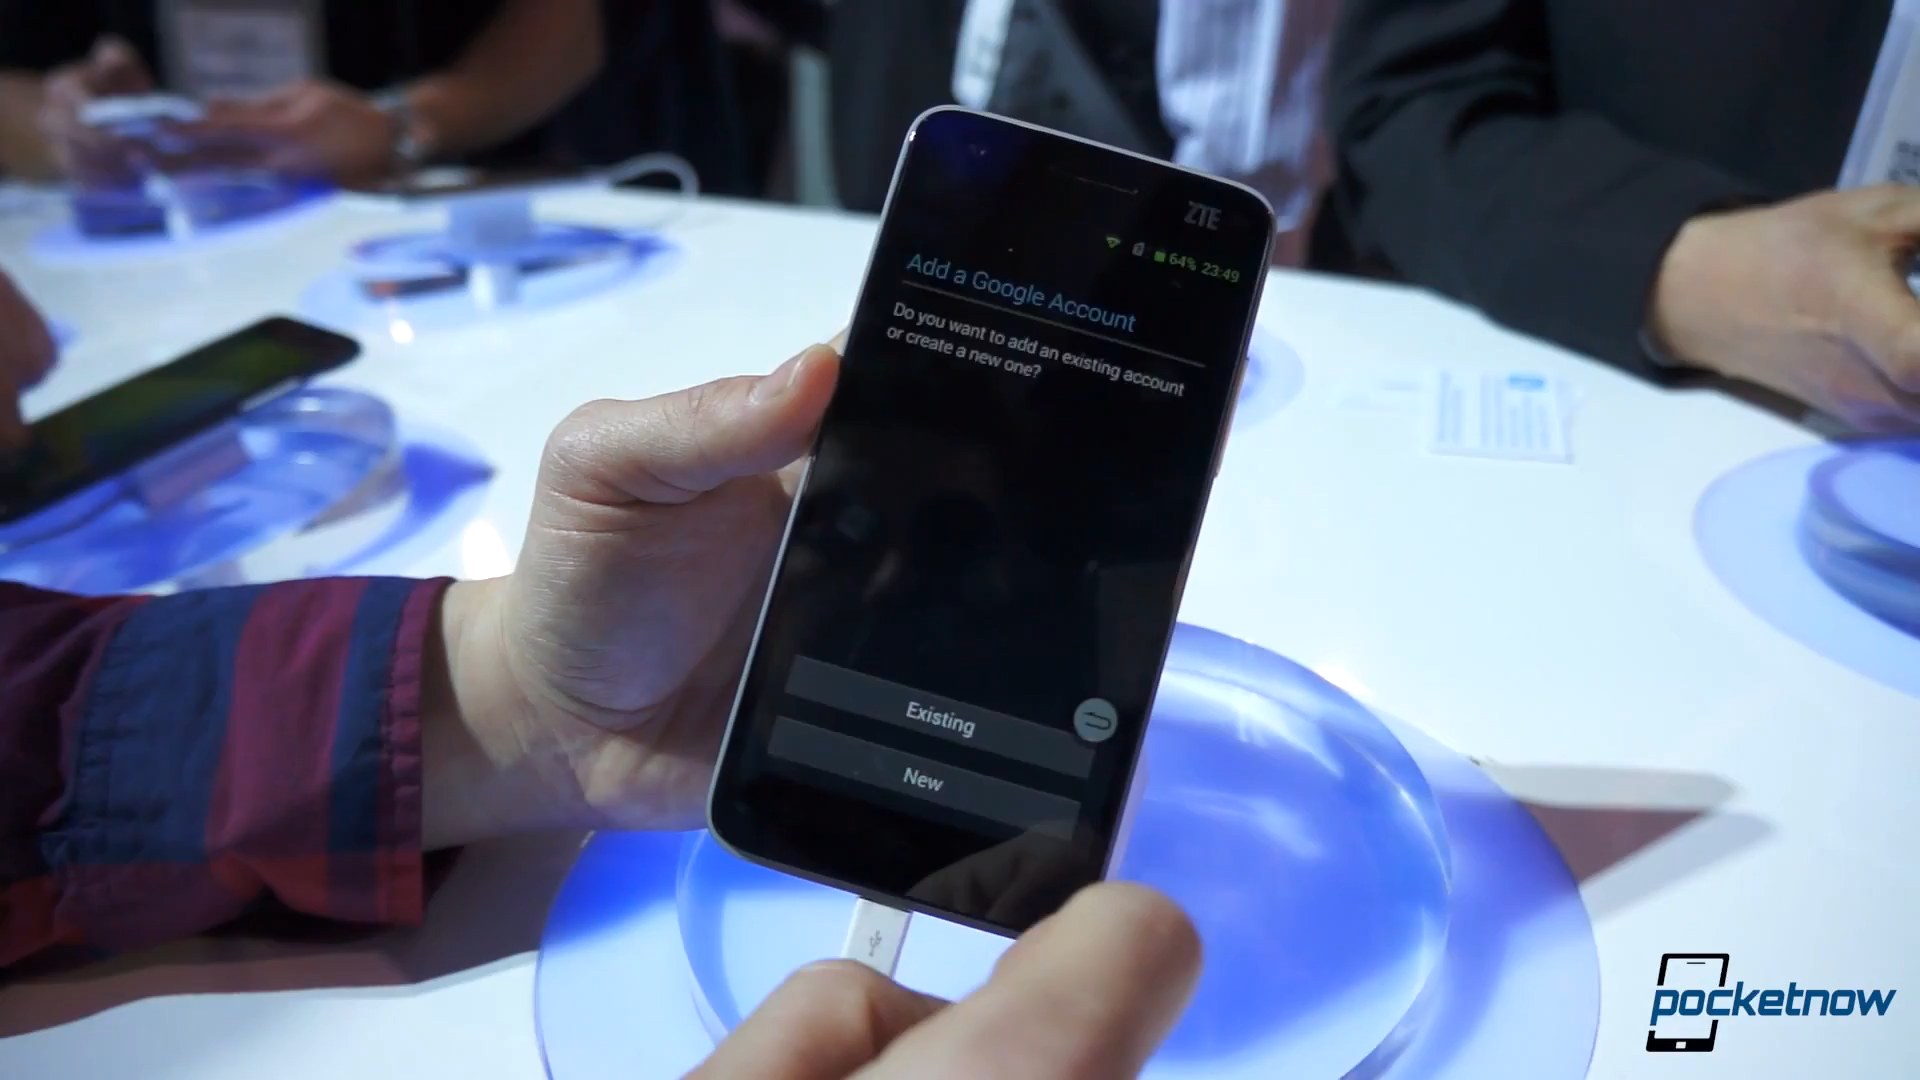 ZTE
64% 23:49
Add a Google Account
Do you want to add an existing account
or create a new one?
Existing
New
pocketnow